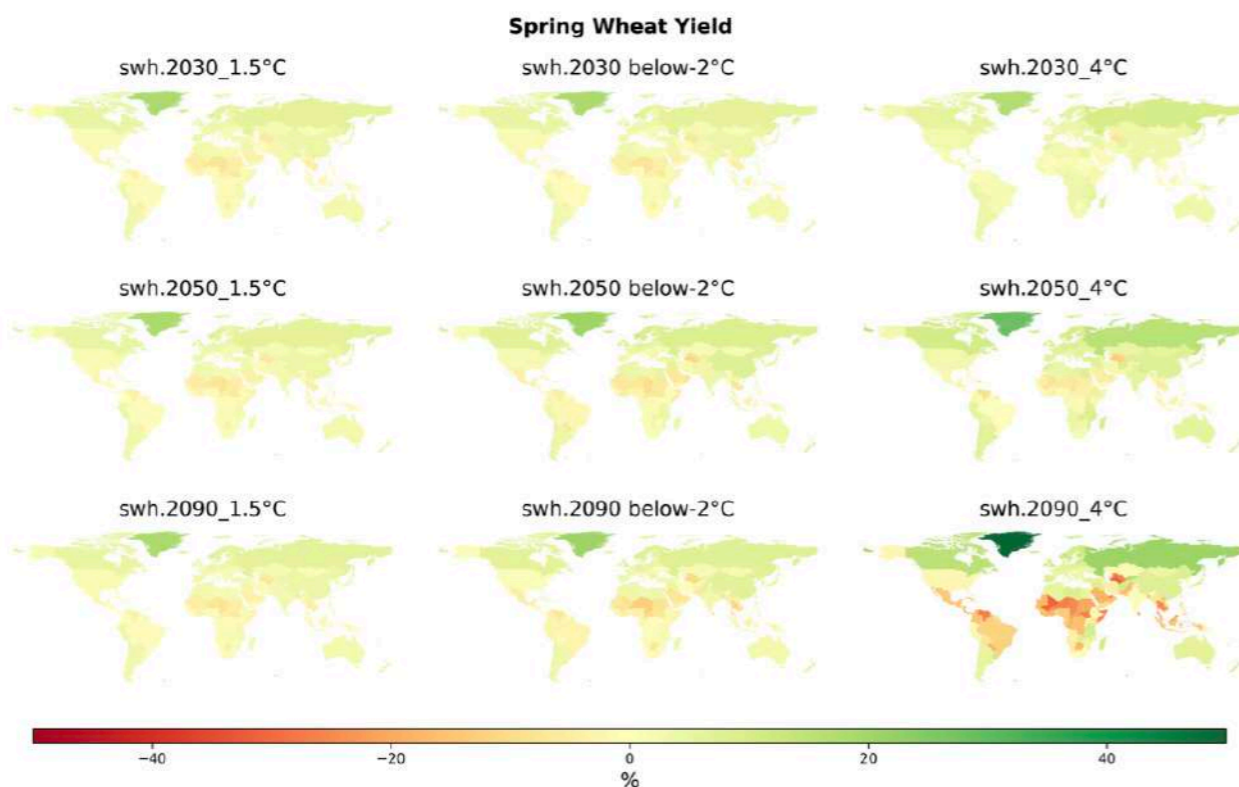 Spring Wheat Yield
swh.2030_1.5°C swh.2030 below-2°C swh.2030_4°C
swh.2050_1.5°C swh.2050 below-2°C swh.2050_4°C
swh.2090_1.5°C swh.2090 below-2°C swh.2090_4°C
−40 −20 0 20 40
%